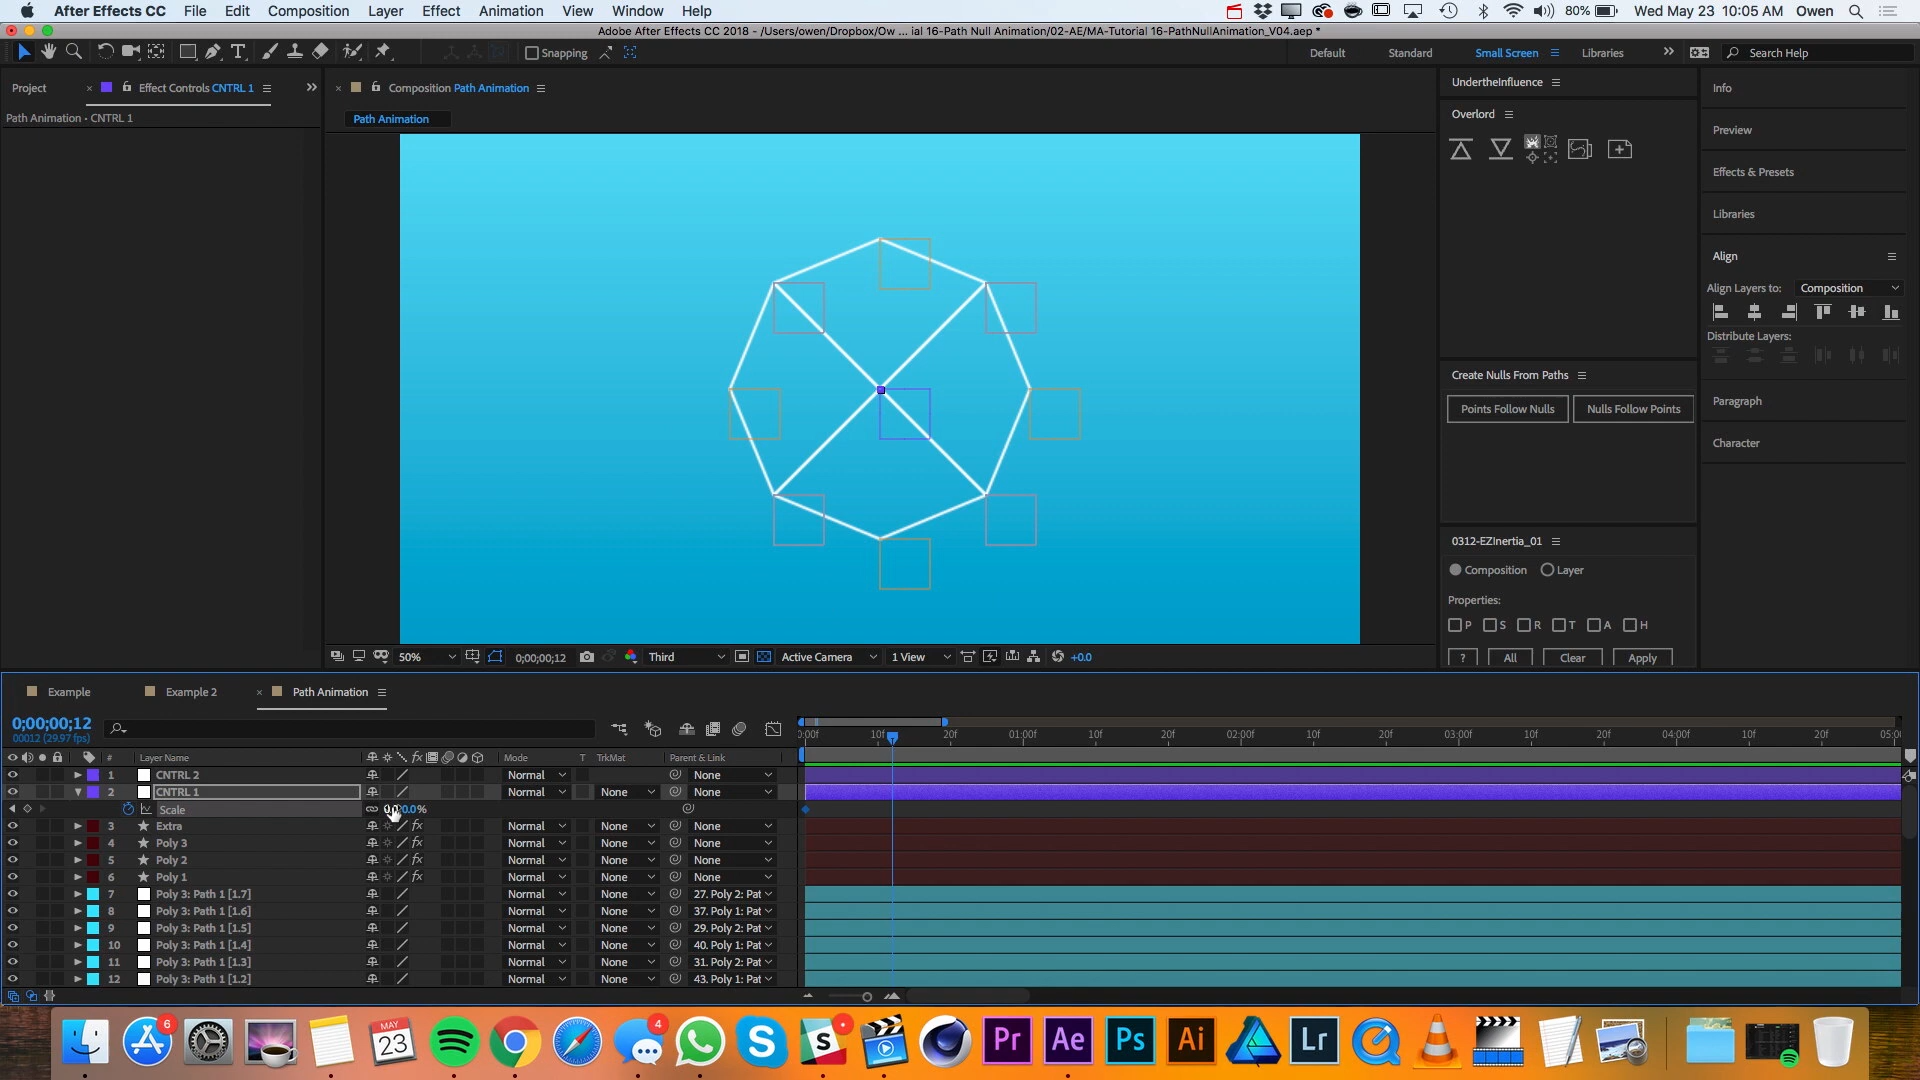 After Effects CC File Edit Composition Layer Effect Animation View Window Help 80% Wed May 23 10:05 AM Owen
Adobe After Effects CC 2018 - /Users/owen/Dropbox/Ow ... ial 16-Path Null Animation/02-AE/MA-Tutorial 16-PathNullAnimation_V04.aep *
Snapping Default Standard Small Screen Libraries Search Help
Project Effect Controls CNTRL 1 Composition Path Animation
Path Animation • CNTRL 1
Path Animation
UndertheInfluence
Overlord
Create Nulls From Paths
Points Follow Nulls Nulls Follow Points
0312-EZInertia_01
Composition Layer
Properties:
P S R T A H
? All Clear Apply
Info
Preview
Effects & Presets
Libraries
Align
Align Layers to: Composition
Distribute Layers:
Paragraph
Character
50% 0;00;00;12 Third Active Camera 1 View +0.0
Example Example 2 Path Animation
0;00;00;12
00012 (29.97 fps)
0:00f 10f 20f 01:00f 10f 20f 02:00f 10f 20f 03:00f 10f 20f 04:00f 10f 20f 05:0
# Layer Name fx Mode T TrkMat Parent & Link
1 CNTRL 2 Normal None
2 CNTRL 1 Normal None None
Scale
3 Extra fx Normal None None
4 Poly 3 fx Normal None None
5 Poly 2 fx Normal None None
6 Poly 1 fx Normal None None
7 Poly 3: Path 1 [1.7] Normal None 27. Poly 2: Pat
8 Poly 3: Path 1 [1.6] Normal None 37. Poly 1: Pat
9 Poly 3: Path 1 [1.5] Normal None 29. Poly 2: Pat
10 Poly 3: Path 1 [1.4] Normal None 40. Poly 1: Pat
11 Poly 3: Path 1 [1.3] Normal None 31. Poly 2: Pat
12 Poly 3: Path 1 [1.2] Normal None 43. Poly 1: Pat
6 MAY 23 4 Pr Ae Ps Ai Lr